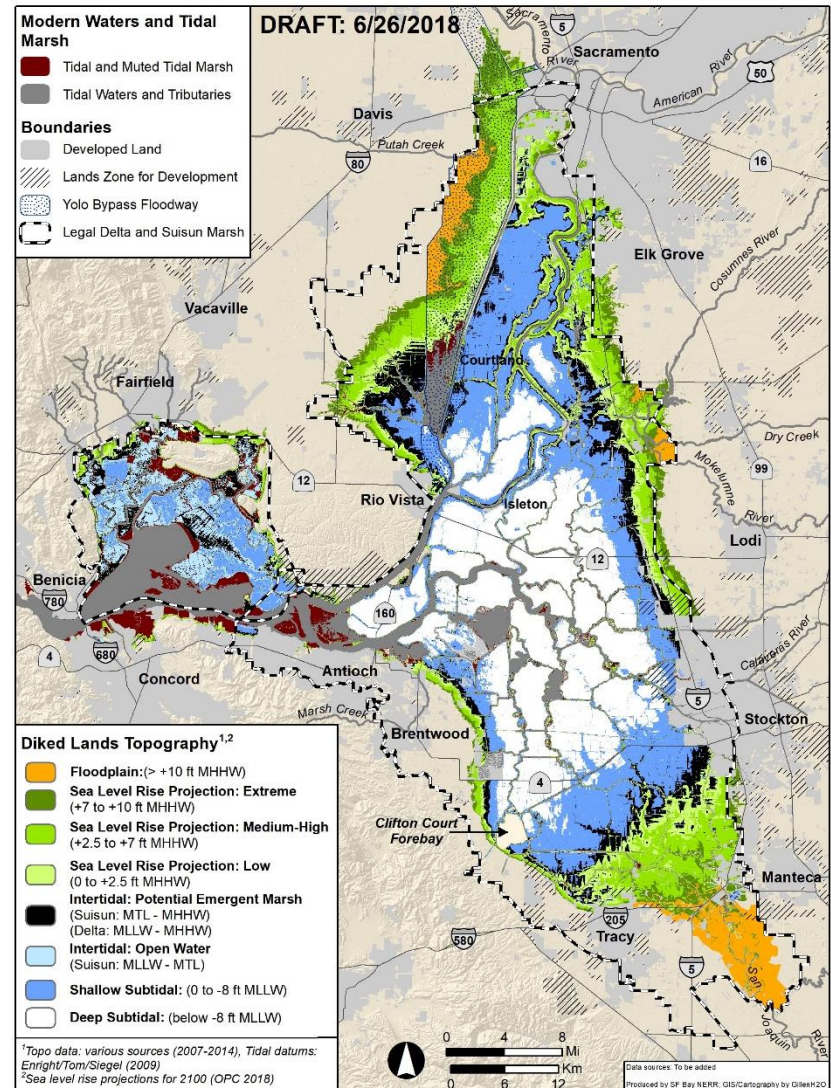 Modern Waters and Tidal
Marsh
Tidal and Muted Tidal Marsh
Tidal Waters and Tributaries
Boundaries
Developed Land
Lands Zone for Development
Yolo Bypass Floodway
Legal Delta and Suisun Marsh
DRAFT: 6/26/2018
Sacramento
River
5
Sacramento
American
River
50
Davis
Putah Creek
80
16
Elk Grove
Cosumnes River
Vacaville
Courtland
Fairfield
Dry Creek
Mokelumne
River
99
12
Rio Vista
Isleton
Lodi
12
Benicia
780
160
4
680
Antioch
Concord
Calaveras River
5
Stockton
Marsh Creek
Brentwood
4
Clifton Court
Forebay
Manteca
205
Tracy
580
5
San
Joaquin
River
Diked Lands Topography1,2
Floodplain:(> +10 ft MHHW)
Sea Level Rise Projection: Extreme
(+7 to +10 ft MHHW)
Sea Level Rise Projection: Medium-High
(+2.5 to +7 ft MHHW)
Sea Level Rise Projection: Low
(0 to +2.5 ft MHHW)
Intertidal: Potential Emergent Marsh
(Suisun: MTL - MHHW)
(Delta: MLLW - MHHW)
Intertidal: Open Water
(Suisun: MLLW - MTL)
Shallow Subtidal: (0 to -8 ft MLLW)
Deep Subtidal: (below -8 ft MLLW)
1Topo data: various sources (2007-2014), Tidal datums:
Enright/Tom/Siegel (2009)
2Sea level rise projections for 2100 (OPC 2018)
0 4 8
Mi
Km
0 6 12
Data sources: To be added
Produced by SF Bay NERR; GIS/Cartography by GillenH2O